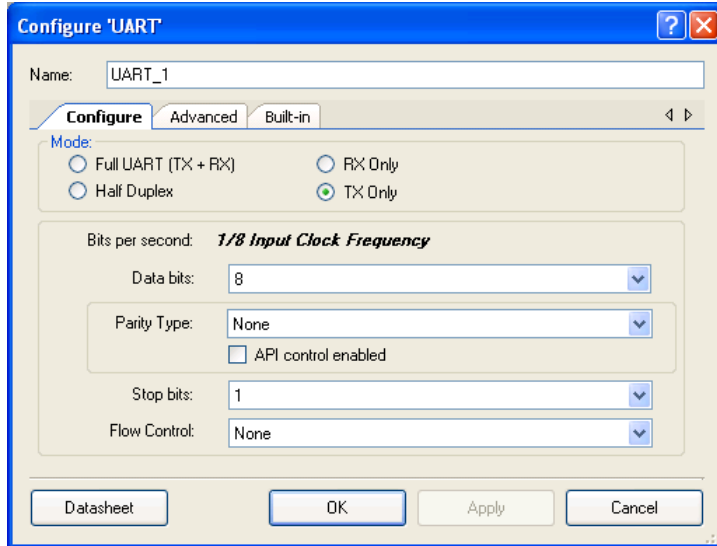 Configure 'UART'
Name: UART_1
Configure Advanced Built-in
Mode:
Full UART (TX + RX) RX Only
Half Duplex TX Only
Bits per second: 1/8 Input Clock Frequency
Data bits: 8
Parity Type: None
API control enabled
Stop bits: 1
Flow Control: None
Datasheet OK Apply Cancel